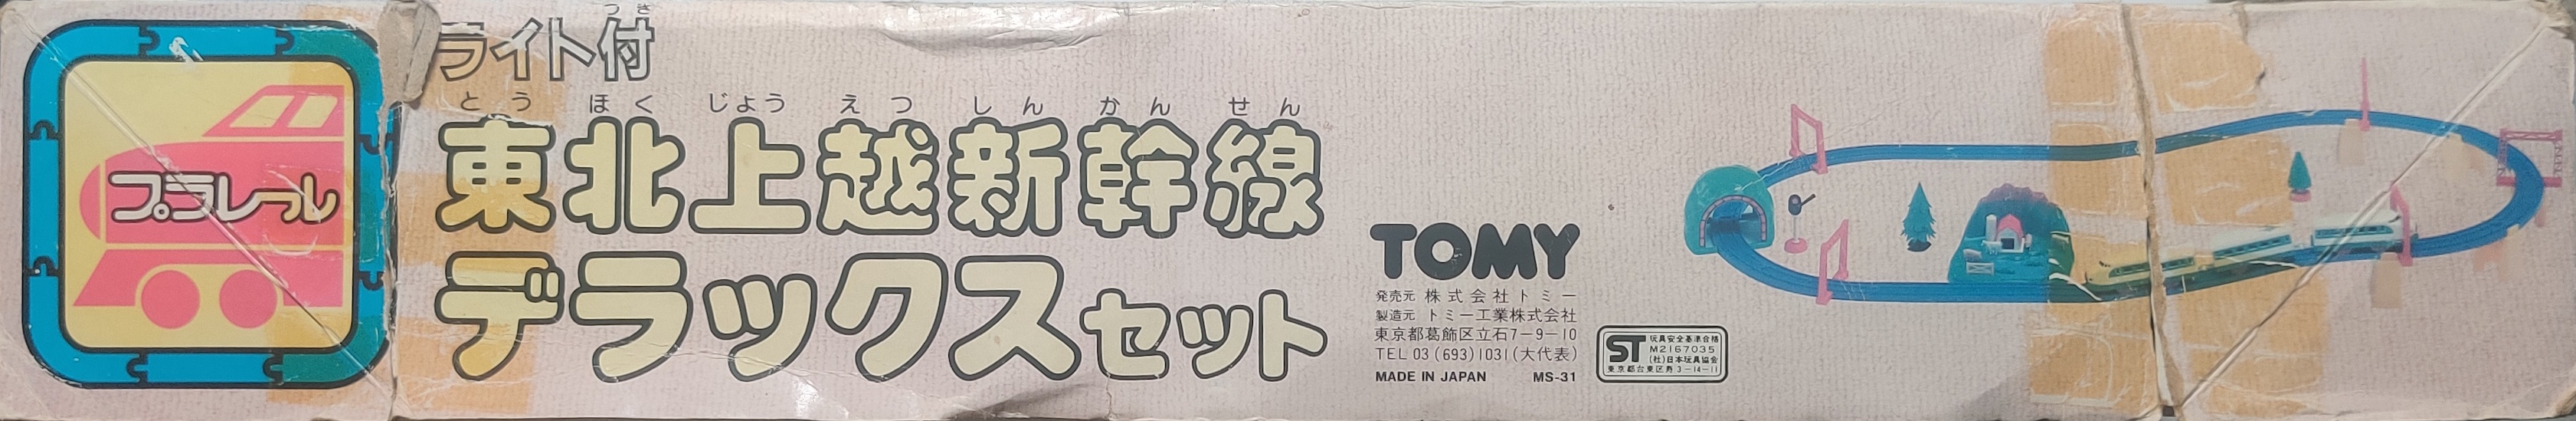 プラレール
つき
ライト付
とうほくじょうえつしんかんせん
東北上越新幹線
デラックスセット
TOMY
発売元 株式会社トミー
製造元 トミー工業株式会社
東京都葛飾区立石7-9-10
TEL 03(693)1031(大代表)
MADE IN JAPAN MS-31
ST
玩具安全基準合格
M2167035
(社)日本玩具協会
東京都台東区寿3-14-11